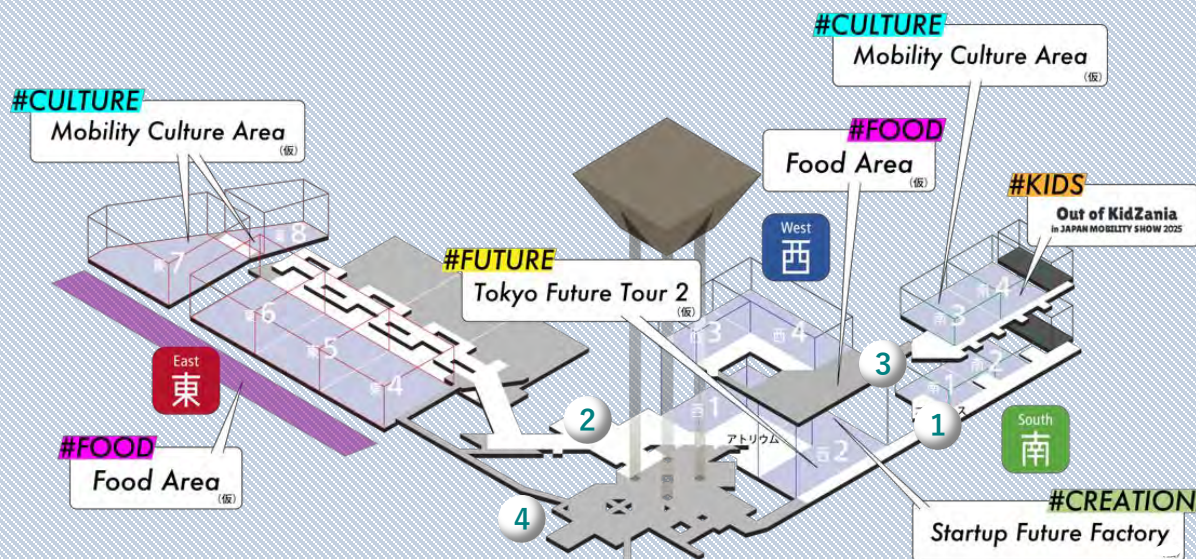 #CULTURE
Mobility Culture Area
(仮)
#CULTURE
Mobility Culture Area
(仮)
#FOOD
Food Area
(仮)
#KIDS
Out of KidZania
in JAPAN MOBILITY SHOW 2025
West
西
#FUTURE
Tokyo Future Tour 2
(仮)
東8
東7
東6
東5
東4
西3
西4
西1
西2
南4
南3
南2
南1
3
1
2
4
アトリウム
East
東
South
南
#FOOD
Food Area
(仮)
#CREATION
Startup Future Factory